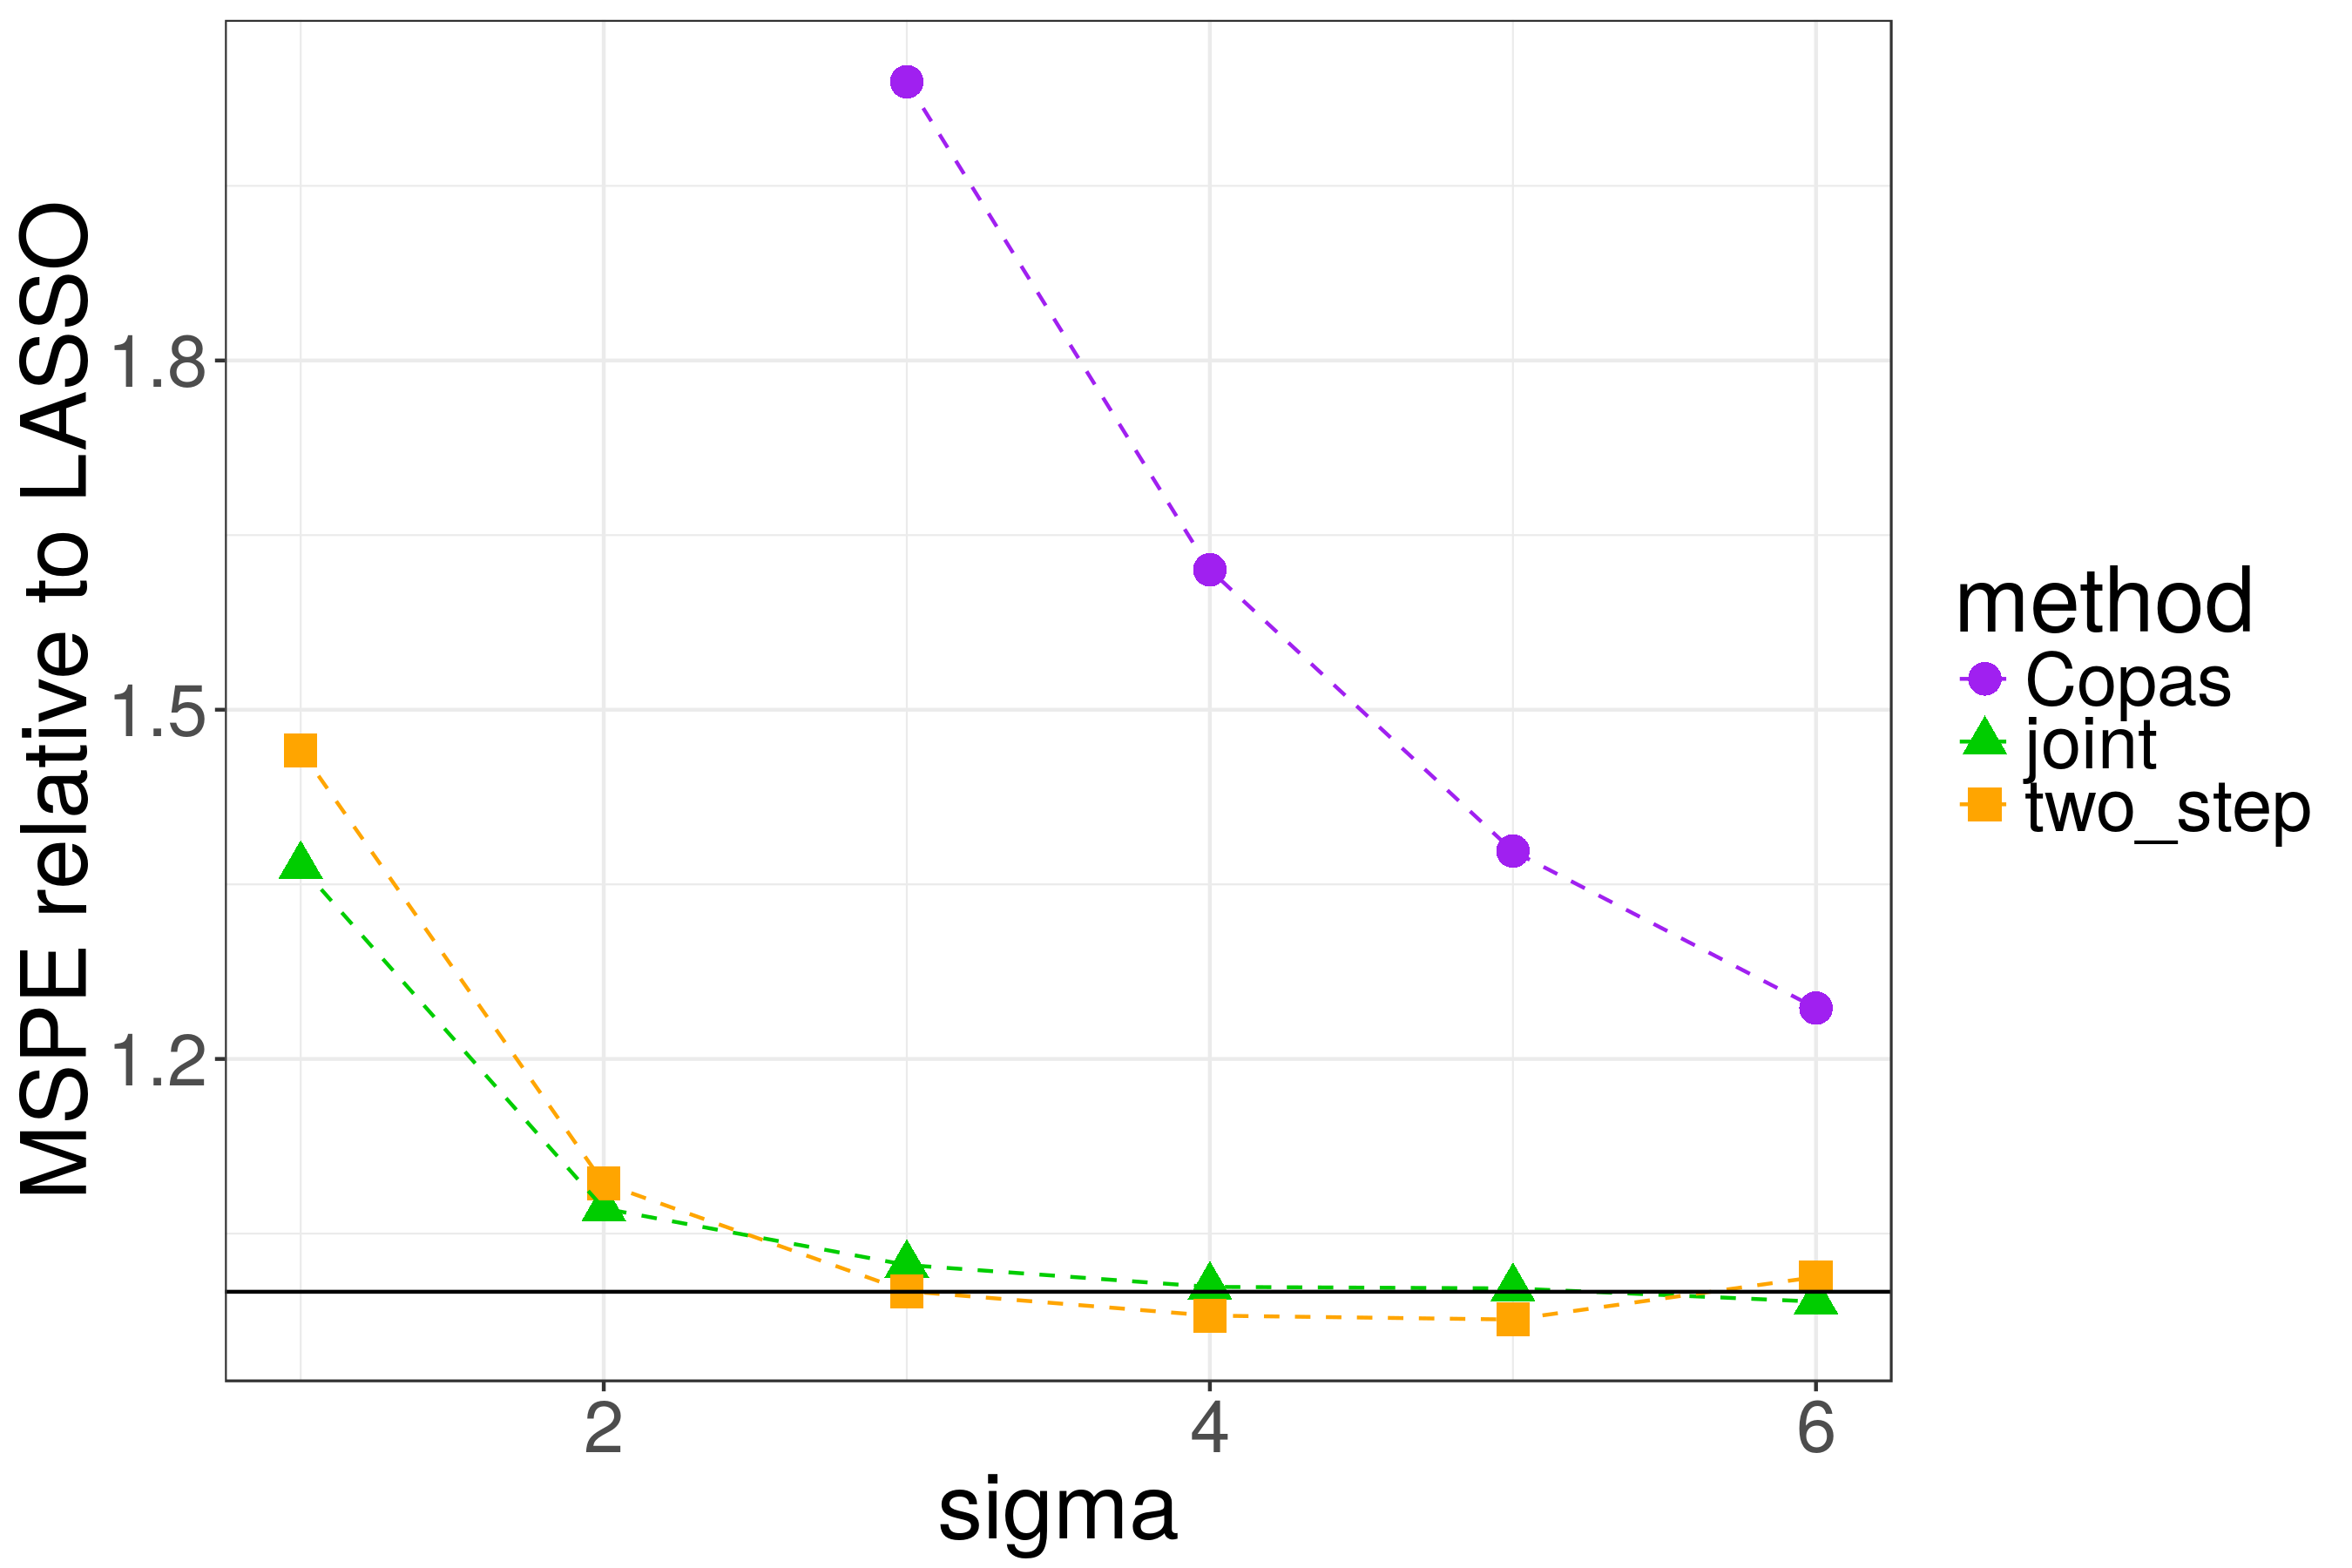 MSPE relative to LASSO
1.8
1.5
1.2
2
4
6
sigma
method
Copas
joint
two_step